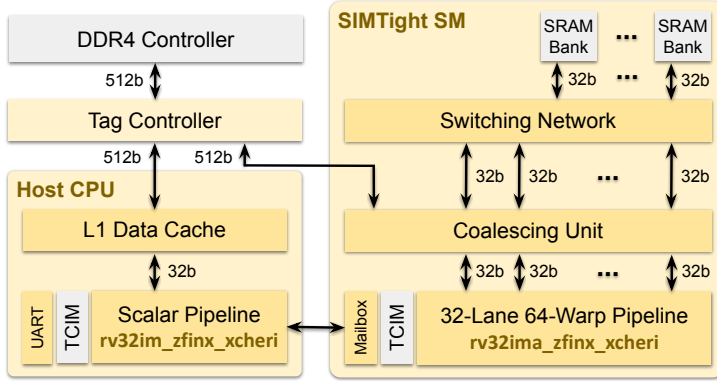 DDR4 Controller
512b
Tag Controller
512b
512b
Host CPU
L1 Data Cache
32b
UART
TCIM
Scalar Pipeline
rv32im_zfinx_xcheri
SIMTight SM
SRAM
Bank
...
SRAM
Bank
32b
...
32b
Switching Network
32b
32b
...
32b
Coalescing Unit
32b
32b
...
32b
Mailbox
TCIM
32-Lane 64-Warp Pipeline
rv32ima_zfinx_xcheri